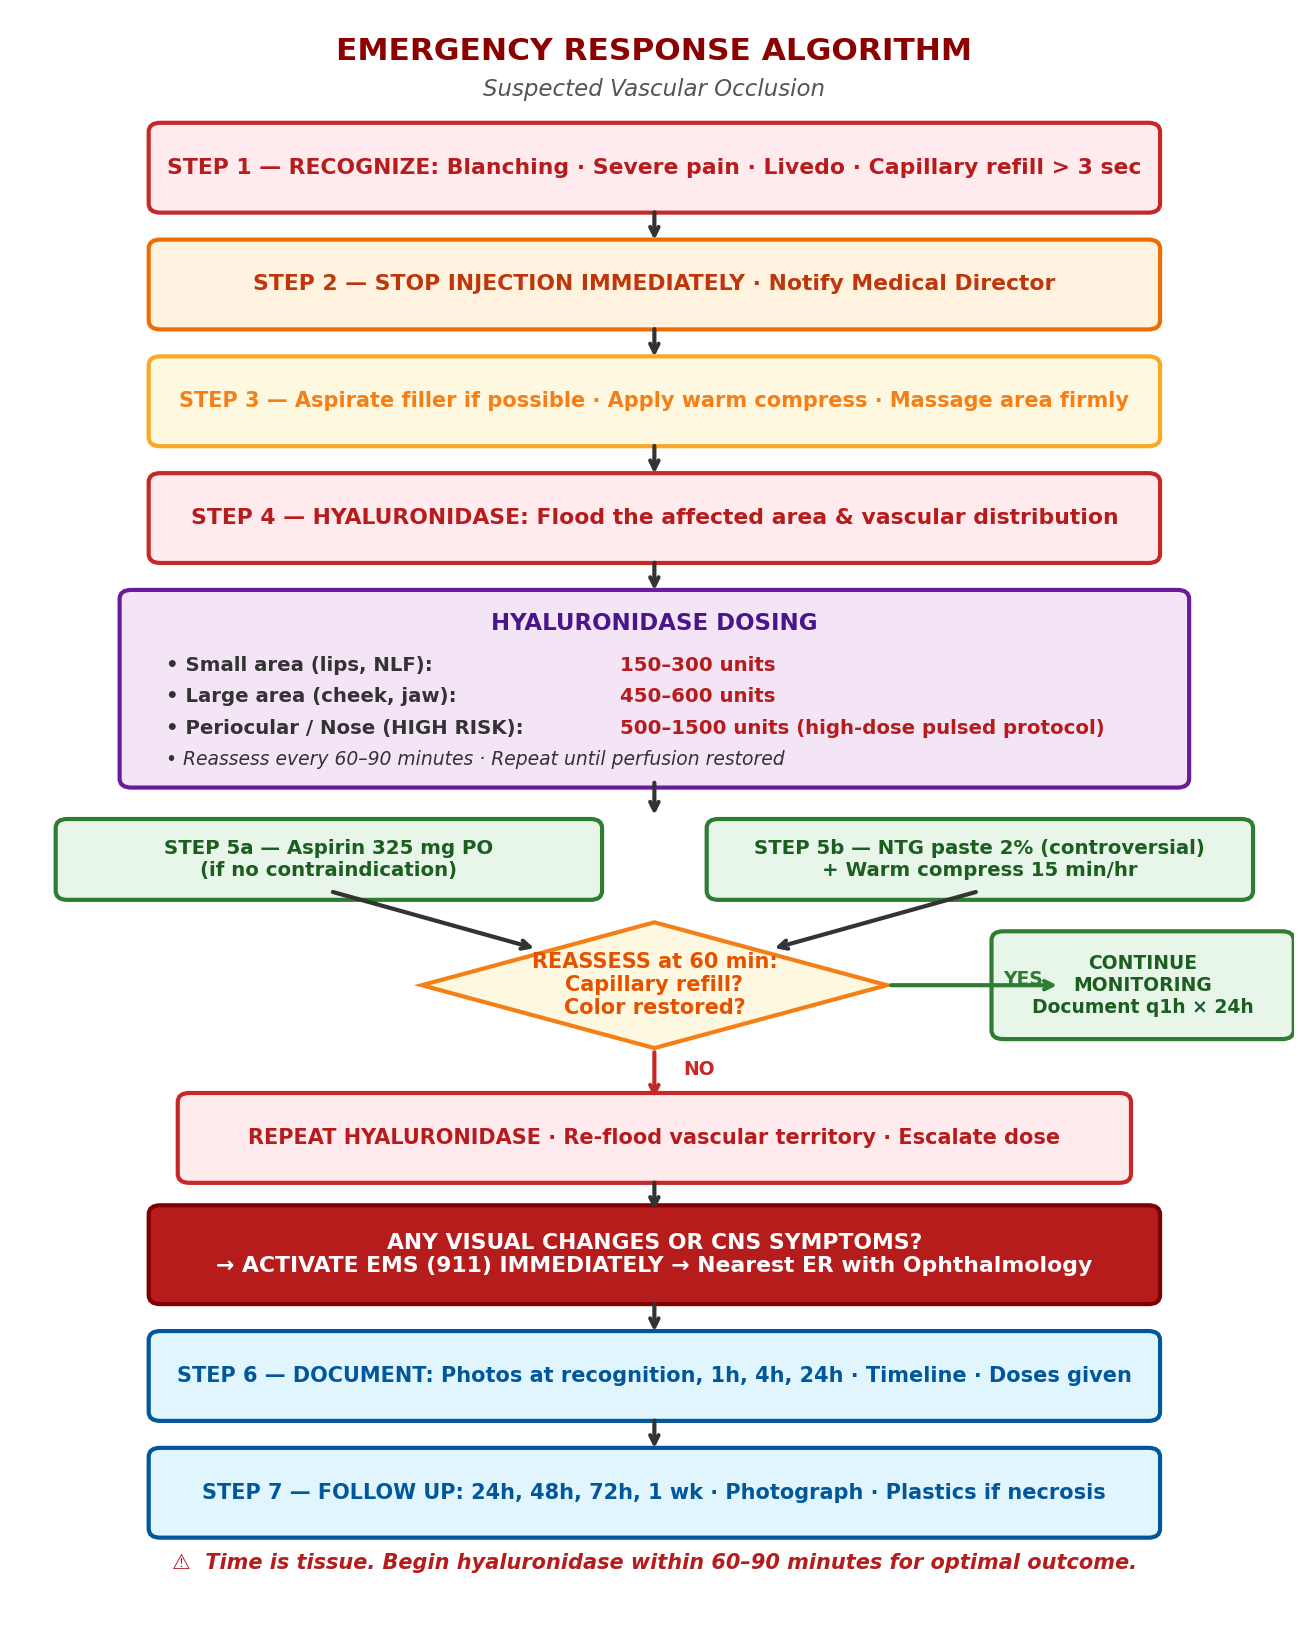 EMERGENCY RESPONSE ALGORITHM
Suspected Vascular Occlusion
STEP 1 — RECOGNIZE: Blanching · Severe pain · Livedo · Capillary refill > 3 sec
STEP 2 — STOP INJECTION IMMEDIATELY · Notify Medical Director
STEP 3 — Aspirate filler if possible · Apply warm compress · Massage area firmly
STEP 4 — HYALURONIDASE: Flood the affected area & vascular distribution
HYALURONIDASE DOSING
• Small area (lips, NLF): 150–300 units
• Large area (cheek, jaw): 450–600 units
• Periocular / Nose (HIGH RISK): 500–1500 units (high-dose pulsed protocol)
• Reassess every 60–90 minutes · Repeat until perfusion restored
STEP 5a — Aspirin 325 mg PO
(if no contraindication)
STEP 5b — NTG paste 2% (controversial)
+ Warm compress 15 min/hr
REASSESS at 60 min:
Capillary refill?
Color restored?
YES
CONTINUE
MONITORING
Document q1h × 24h
NO
REPEAT HYALURONIDASE · Re-flood vascular territory · Escalate dose
ANY VISUAL CHANGES OR CNS SYMPTOMS?
→ ACTIVATE EMS (911) IMMEDIATELY → Nearest ER with Ophthalmology
STEP 6 — DOCUMENT: Photos at recognition, 1h, 4h, 24h · Timeline · Doses given
STEP 7 — FOLLOW UP: 24h, 48h, 72h, 1 wk · Photograph · Plastics if necrosis
⚠ Time is tissue. Begin hyaluronidase within 60–90 minutes for optimal outcome.